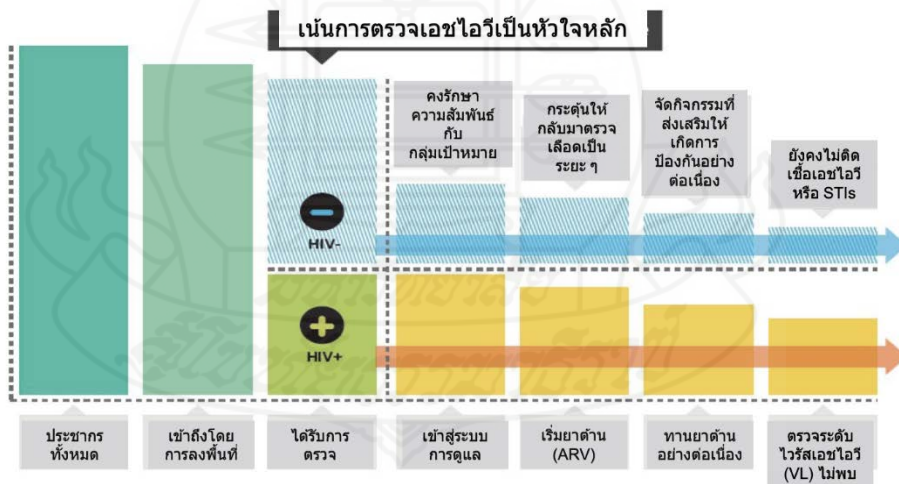 เน้นการตรวจเอชไอวีเป็นหัวใจหลัก
คงรักษา
ความสัมพันธ์
กับ
กลุ่มเป้าหมาย
กระตุ้นให้
กลับมาตรวจ
เลือดเป็น
ระยะ ๆ
จัดกิจกรรมที่
ส่งเสริมให้
เกิดการ
ป้องกันอย่าง
ต่อเนื่อง
ยังคงไม่ติด
เชื้อเอชไอวี
หรือ STIs
HIV-
HIV+
ประชากร
ทั้งหมด
เข้าถึงโดย
การลงพื้นที่
ได้รับการ
ตรวจ
เข้าสู่ระบบ
การดูแล
เริ่มยาต้าน
(ARV)
ทานยาต้าน
อย่างต่อเนื่อง
ตรวจระดับ
ไวรัสเอชไอวี
(VL) ไม่พบ